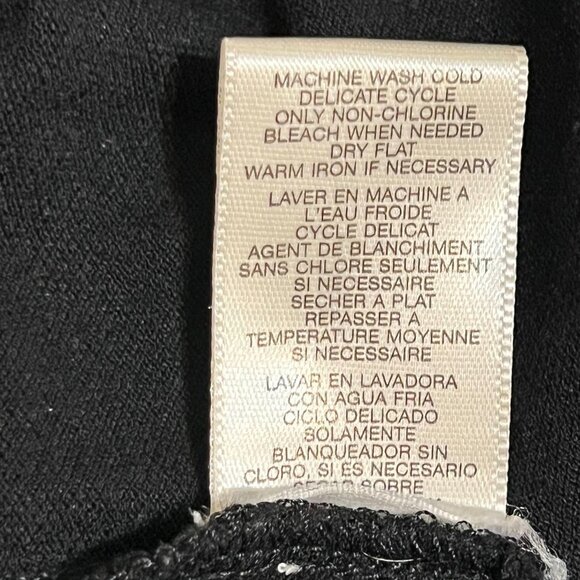 MACHINE WASH COLD
DELICATE CYCLE
ONLY NON-CHLORINE
BLEACH WHEN NEEDED
DRY FLAT
WARM IRON IF NECESSARY
LAVER EN MACHINE A
L'EAU FROIDE
CYCLE DELICAT
AGENT DE BLANCHIMENT
SANS CHLORE SEULEMENT
SI NECESSAIRE
SECHER A PLAT
REPASSER A
TEMPERATURE MOYENNE
SI NECESSAIRE
LAVAR EN LAVADORA
CON AGUA FRIA
CICLO DELICADO
SOLAMENTE
BLANQUEADOR SIN
CLORO, SI ES NECESARIO
SECAR SOBRE